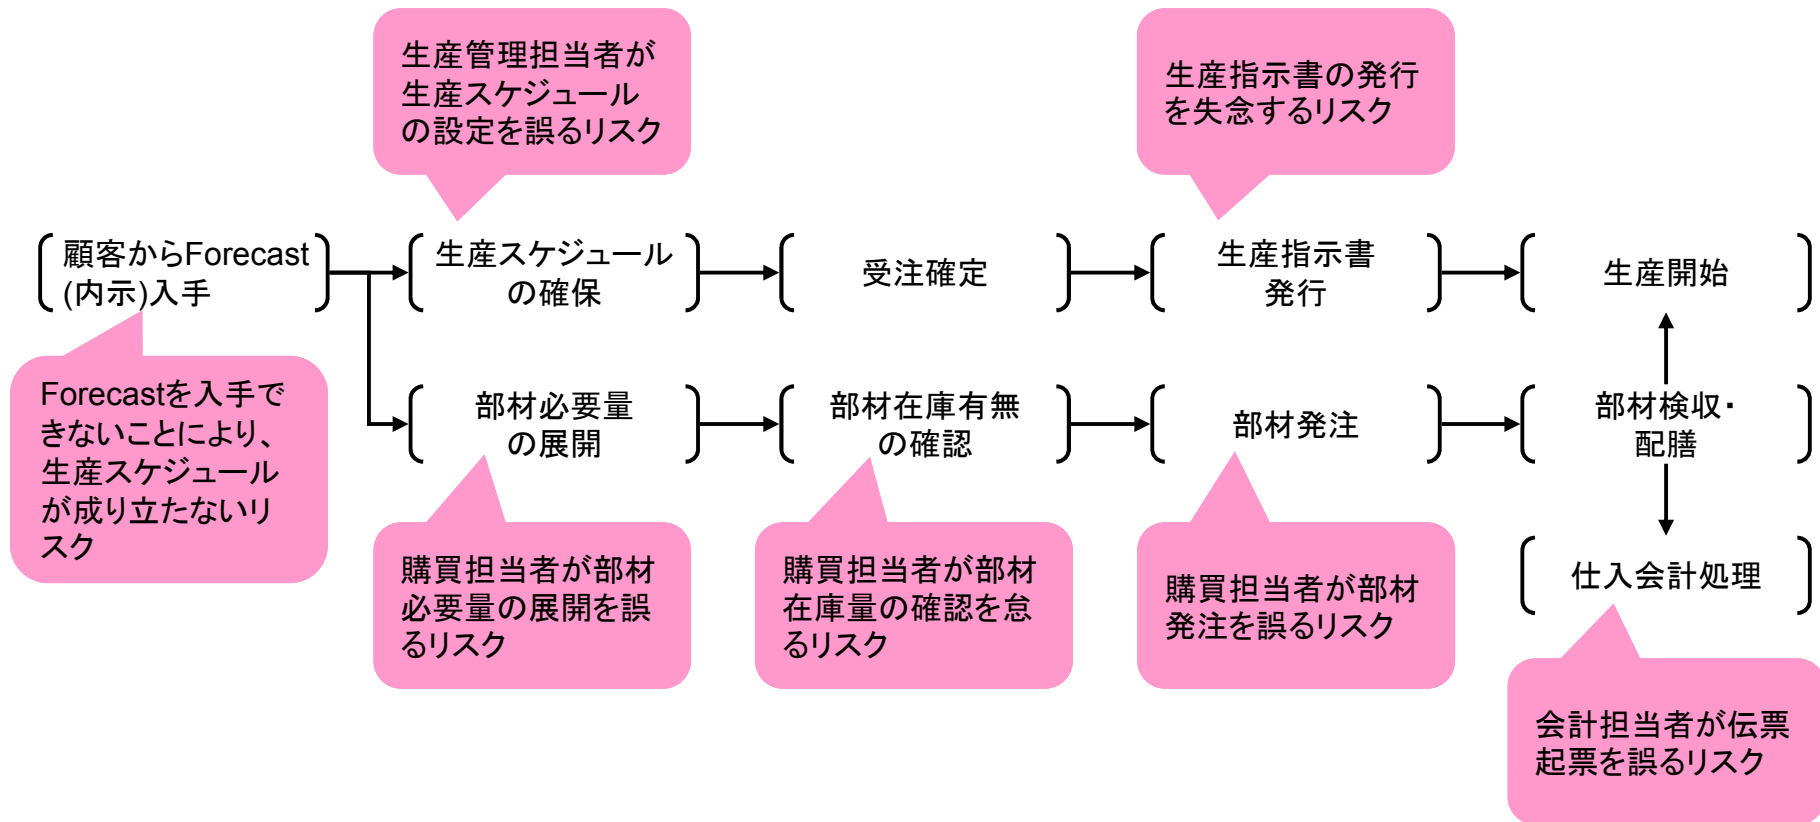 生産管理担当者が
生産スケジュール
の設定を誤るリスク
生産指示書の発行
を失念するリスク
顧客からForecast
(内示)入手
生産スケジュール
の確保
受注確定
生産指示書
発行
生産開始
Forecastを入手で
きないことにより、
生産スケジュール
が成り立たないリ
スク
部材必要量
の展開
部材在庫有無
の確認
部材発注
部材検収・
配膳
購買担当者が部材
必要量の展開を誤
るリスク
購買担当者が部材
在庫量の確認を怠
るリスク
購買担当者が部材
発注を誤るリスク
仕入会計処理
会計担当者が伝票
起票を誤るリスク